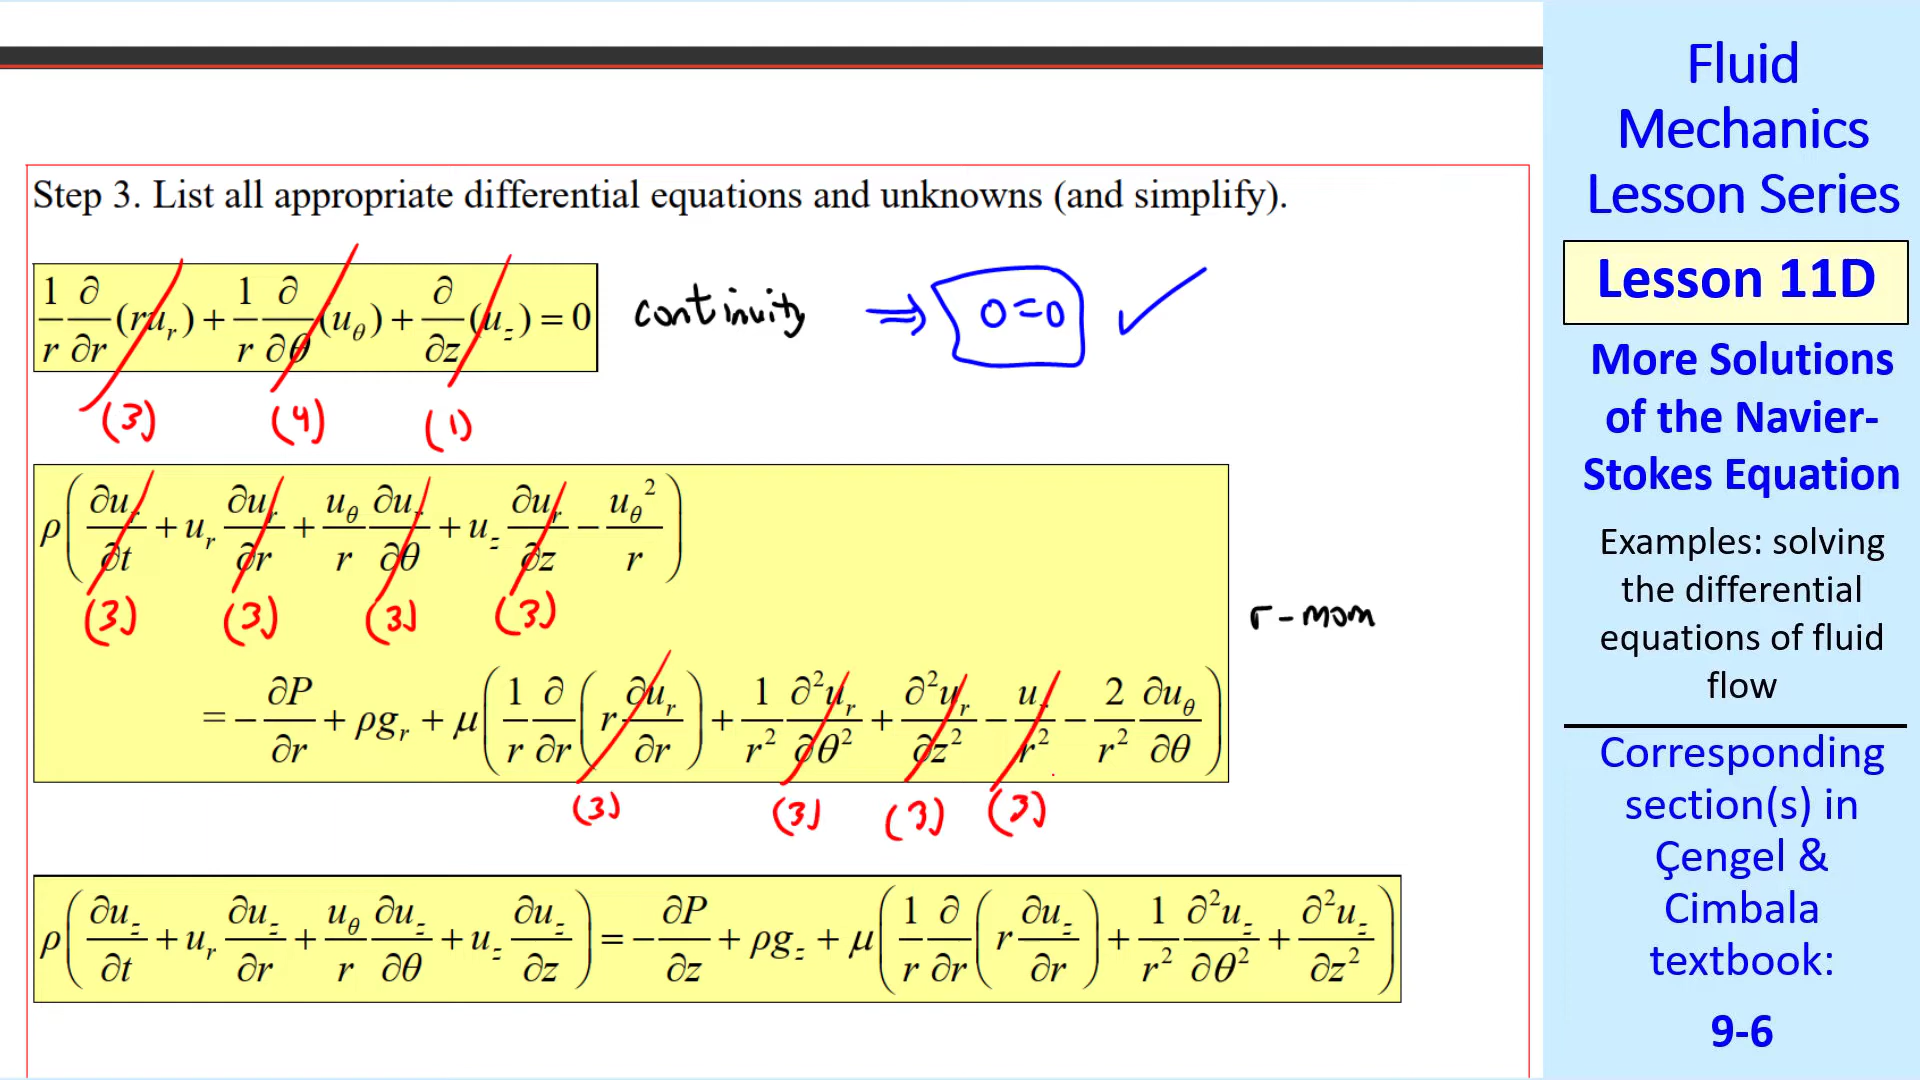 Step 3. List all appropriate differential equations and unknowns (and simplify).
1/r ∂/∂r (ru_r) + 1/r ∂/∂θ (u_θ) + ∂/∂z (u_z) = 0 continuity ⇒ 0=0 ✓
(3) (4) (1)
ρ(∂u_r/∂t + u_r ∂u_r/∂r + u_θ/r ∂u_r/∂θ + u_z ∂u_r/∂z − u_θ²/r)
(3) (3) (3) (3)
r-mom
= −∂P/∂r + ρg_r + μ(1/r ∂/∂r (r ∂u_r/∂r) + 1/r² ∂²u_r/∂θ² + ∂²u_r/∂z² − u_r/r² − 2/r² ∂u_θ/∂θ)
(3) (3) (3) (3)
ρ(∂u_z/∂t + u_r ∂u_z/∂r + u_θ/r ∂u_z/∂θ + u_z ∂u_z/∂z) = −∂P/∂z + ρg_z + μ(1/r ∂/∂r (r ∂u_z/∂r) + 1/r² ∂²u_z/∂θ² + ∂²u_z/∂z²)
Fluid
Mechanics
Lesson Series
Lesson 11D
More Solutions
of the Navier-
Stokes Equation
Examples: solving
the differential
equations of fluid
flow
Corresponding
section(s) in
Çengel &
Cimbala
textbook:
9-6